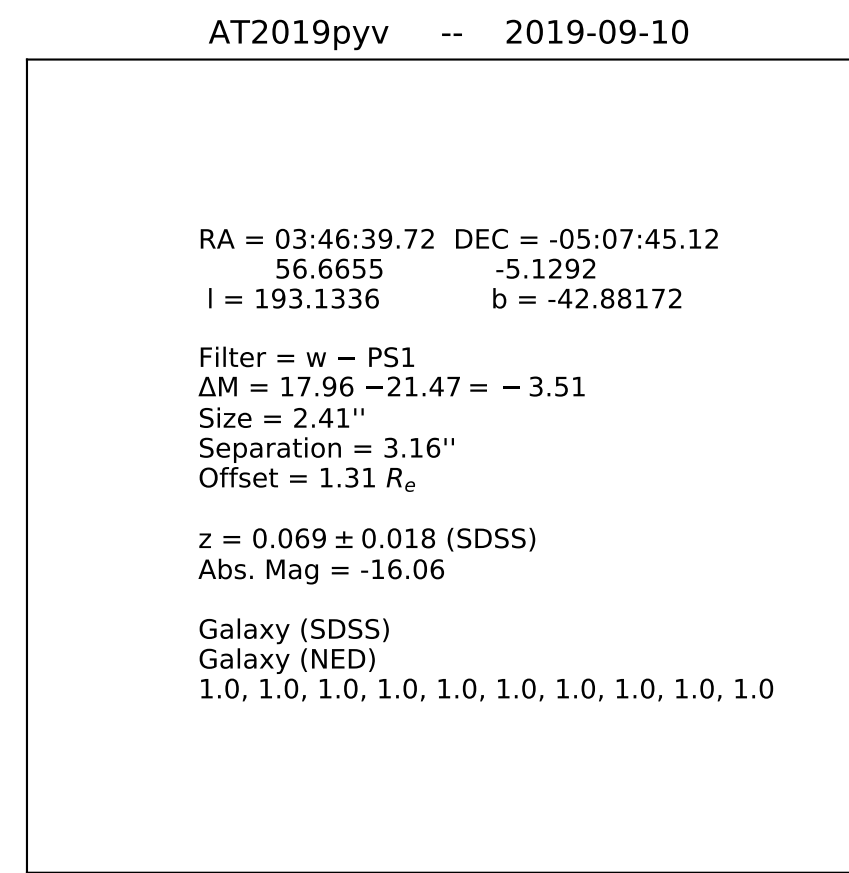 AT2019pyv -- 2019-09-10
RA = 03:46:39.72 DEC = -05:07:45.12
56.6655 -5.1292
l = 193.1336 b = -42.88172
Filter = w − PS1
ΔM = 17.96 −21.47 = −3.51
Size = 2.41''
Separation = 3.16''
Offset = 1.31 Rₑ
z = 0.069 ± 0.018 (SDSS)
Abs. Mag = -16.06
Galaxy (SDSS)
Galaxy (NED)
1.0, 1.0, 1.0, 1.0, 1.0, 1.0, 1.0, 1.0, 1.0, 1.0